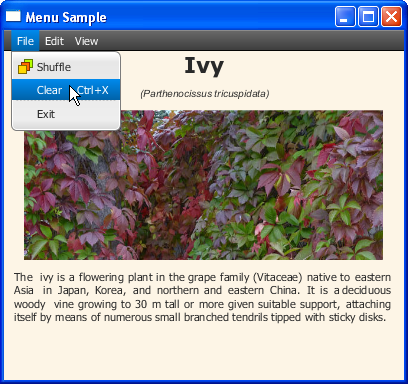 Menu Sample
File Edit View
Shuffle
Clear Ctrl+X
Exit
Ivy
(Parthenocissus tricuspidata)
The ivy is a flowering plant in the grape family (Vitaceae) native to eastern
Asia in Japan, Korea, and northern and eastern China. It is a deciduous
woody vine growing to 30 m tall or more given suitable support, attaching
itself by means of numerous small branched tendrils tipped with sticky disks.